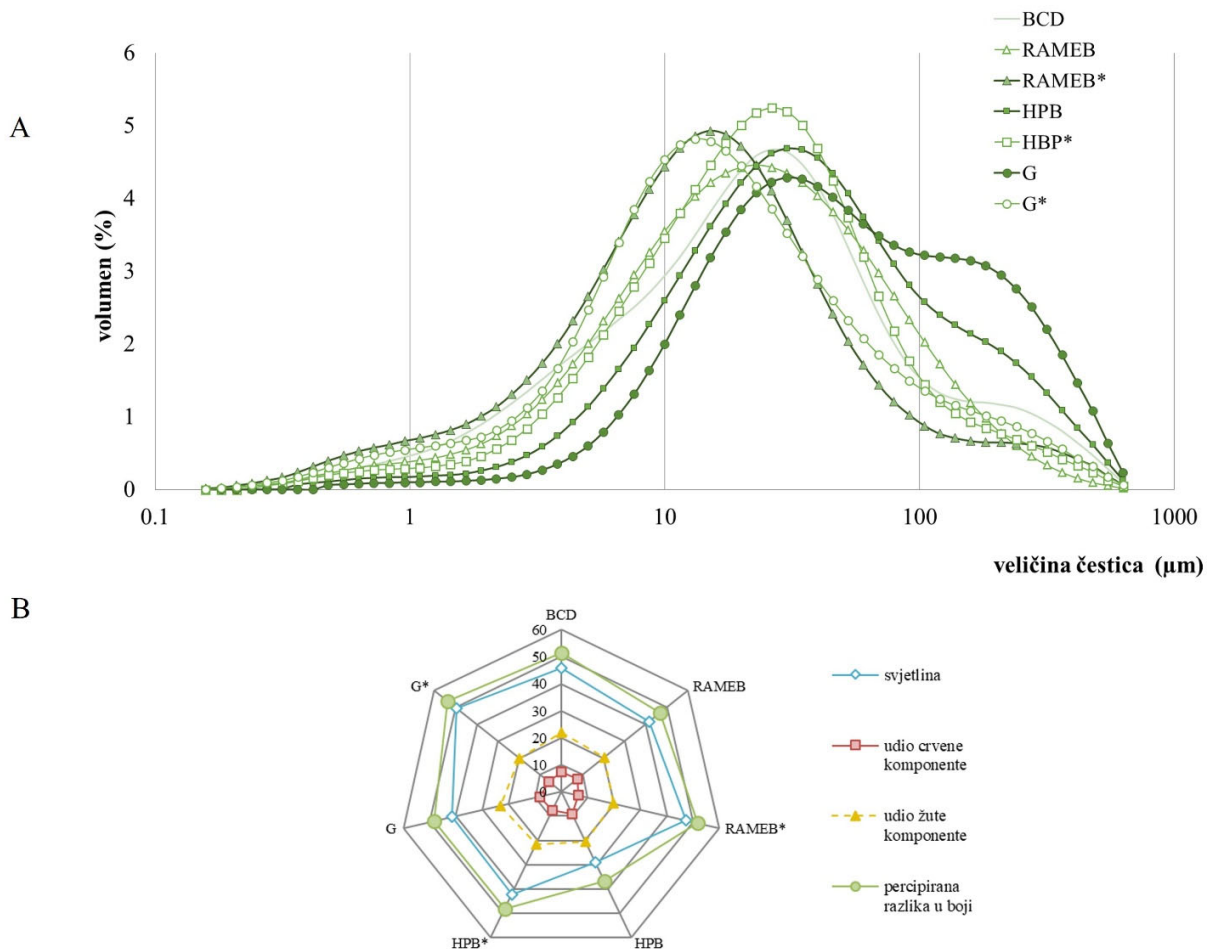 A
BCD
RAMEB
RAMEB*
HPB
HBP*
G
G*
volumen (%)
6
5
4
3
2
1
0
0.1
1
10
100
1000
veličina čestica (µm)
B
BCD
RAMEB
RAMEB*
HPB
HPB*
G
G*
60
50
40
30
20
10
0
svjetlina
udio crvene
komponente
udio žute
komponente
percipirana
razlika u boji